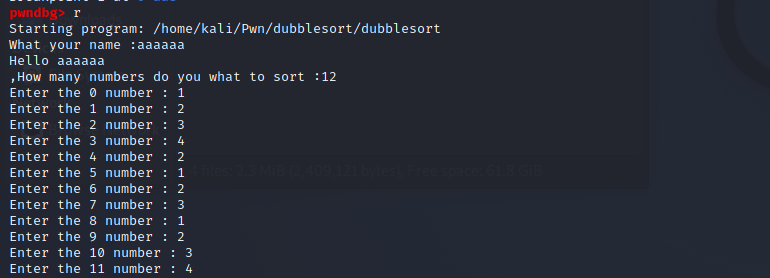 pwndbg> r
Starting program: /home/kali/Pwn/dubblesort/dubblesort
What your name :aaaaaa
Hello aaaaaa
,How many numbers do you what to sort :12
Enter the 0 number : 1
Enter the 1 number : 2
Enter the 2 number : 3
Enter the 3 number : 4
Enter the 4 number : 2
Enter the 5 number : 1
Enter the 6 number : 2
Enter the 7 number : 3
Enter the 8 number : 1
Enter the 9 number : 2
Enter the 10 number : 3
Enter the 11 number : 4